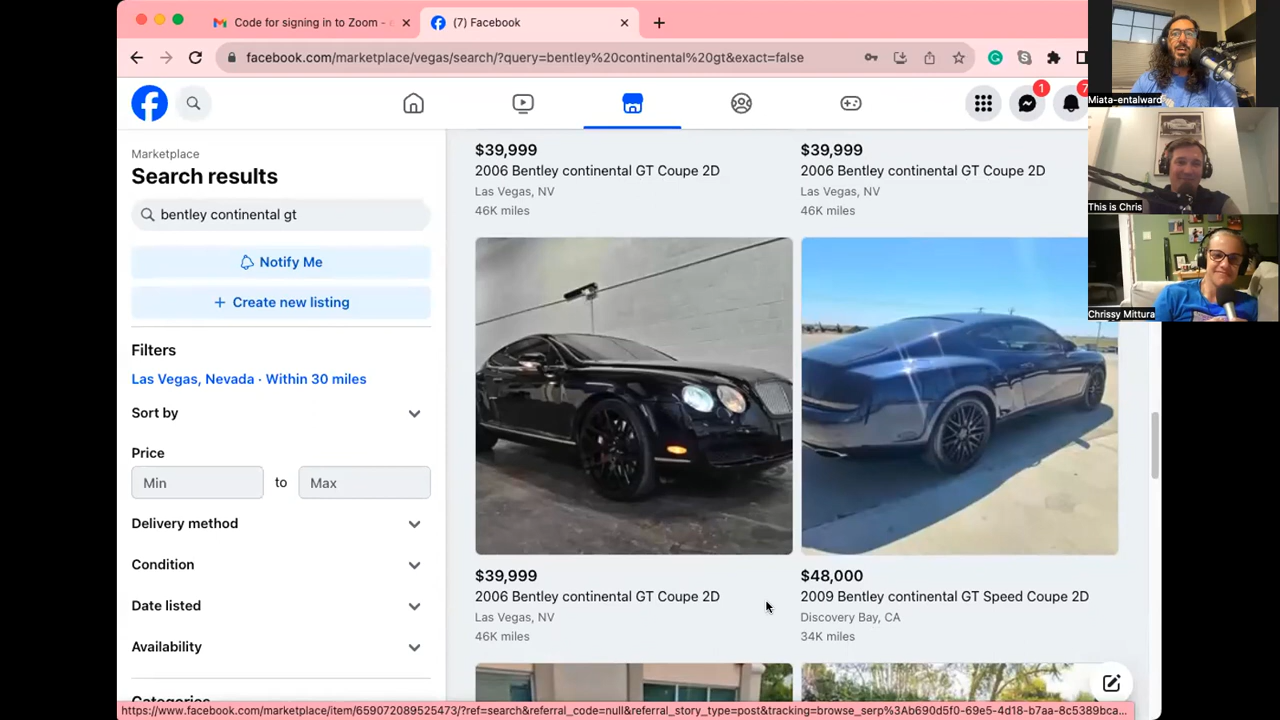 Code for signing in to Zoom -
(7) Facebook
facebook.com/marketplace/vegas/search/?query=bentley%20continental%20gt&exact=false
1
7
Miata-entalward
This is Chris
Chrissy Mittura
Marketplace
Search results
bentley continental gt
Notify Me
+ Create new listing
Filters
Las Vegas, Nevada · Within 30 miles
Sort by
Price
Min
to
Max
Delivery method
Condition
Date listed
Availability
Categories
$39,999
2006 Bentley continental GT Coupe 2D
Las Vegas, NV
46K miles
$39,999
2006 Bentley continental GT Coupe 2D
Las Vegas, NV
46K miles
$39,999
2006 Bentley continental GT Coupe 2D
Las Vegas, NV
46K miles
$48,000
2009 Bentley continental GT Speed Coupe 2D
Discovery Bay, CA
34K miles
https://www.facebook.com/marketplace/item/659072089525473/?ref=search&referral_code=null&referral_story_type=post&tracking=browse_serp%3Ab690d5f0-69e5-4d18-b7aa-8c5389bca...